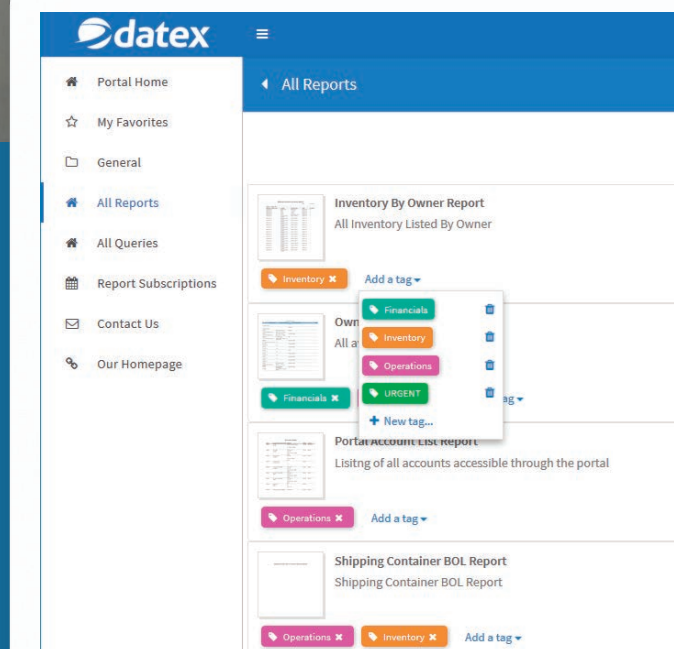 datex
Portal Home
My Favorites
General
All Reports
All Queries
Report Subscriptions
Contact Us
Our Homepage
All Reports
Inventory By Owner Report
All Inventory Listed By Owner
Inventory ✖ Add a tag
Financials
Inventory
Operations
URGENT
+ New tag...
Own
All a
Financials ✖ ag
Portal Account List Report
Lisitng of all accounts accessible through the portal
Operations ✖ Add a tag
Shipping Container BOL Report
Shipping Container BOL Report
Operations ✖ Inventory ✖ Add a tag